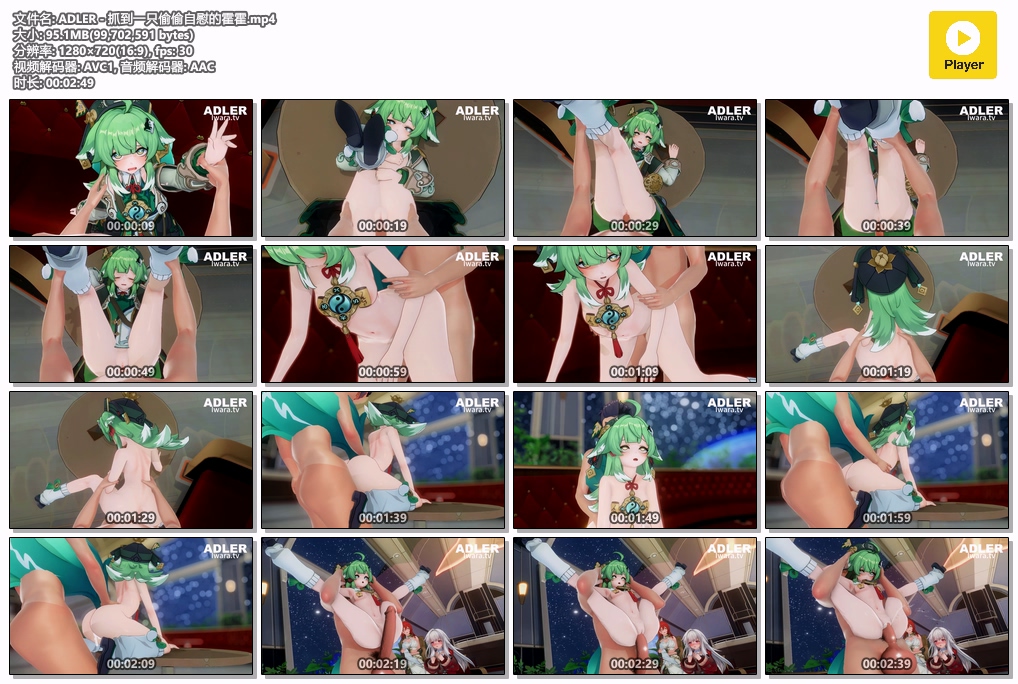 文件名: ADLER - 抓到一只偷偷自慰的霍霍.mp4
大小: 95.1MB(99,702,591 bytes)
分辨率: 1280×720(16:9), fps: 30
视频解码器: AVC1, 音频解码器: AAC
时长: 00:02:49
Player
ADLER
Iwara.tv
00:00:09
ADLER
Iwara.tv
00:00:19
ADLER
Iwara.tv
00:00:29
ADLER
Iwara.tv
00:00:39
ADLER
Iwara.tv
00:00:49
ADLER
Iwara.tv
00:00:59
ADLER
Iwara.tv
00:01:09
ADLER
Iwara.tv
00:01:19
ADLER
Iwara.tv
00:01:29
ADLER
Iwara.tv
00:01:39
ADLER
Iwara.tv
00:01:49
ADLER
Iwara.tv
00:01:59
ADLER
Iwara.tv
00:02:09
ADLER
Iwara.tv
00:02:19
ADLER
Iwara.tv
00:02:29
ADLER
Iwara.tv
00:02:39